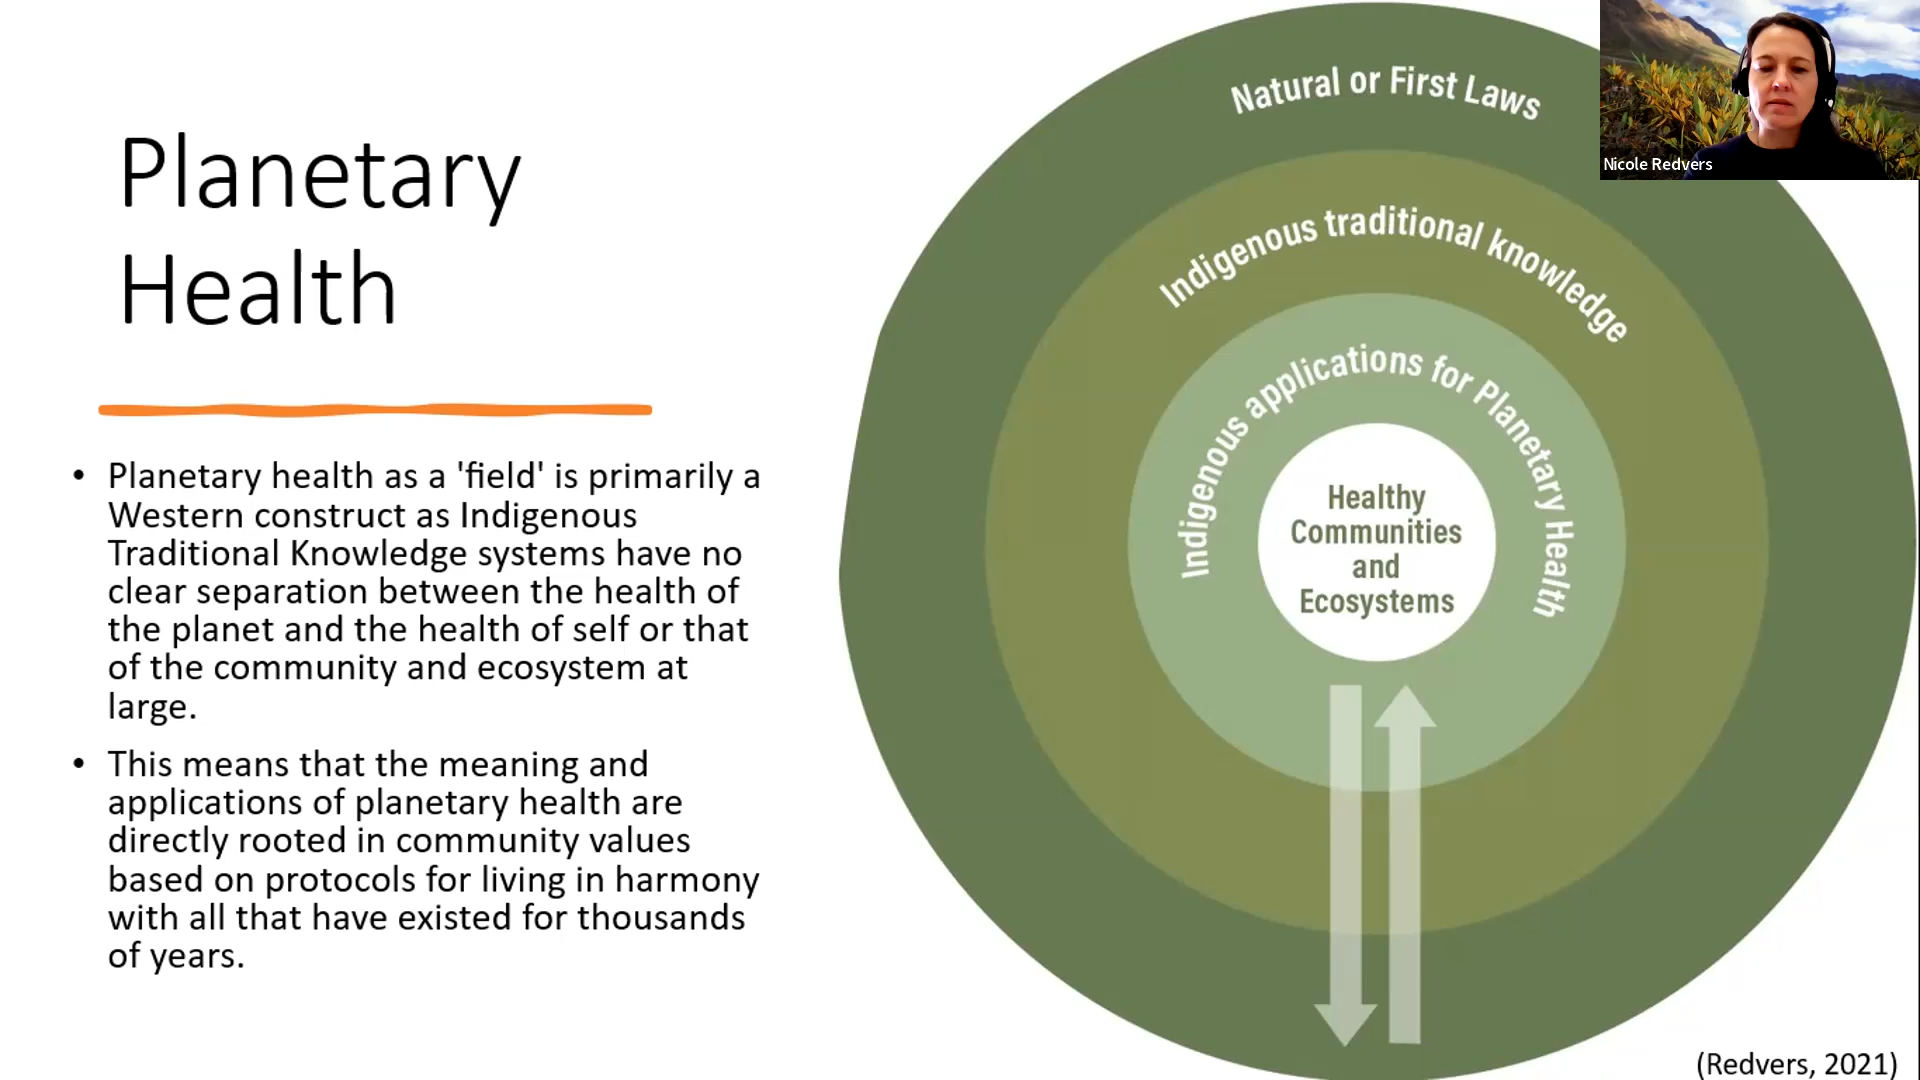 Planetary
Health
• Planetary health as a 'field' is primarily a
Western construct as Indigenous
Traditional Knowledge systems have no
clear separation between the health of
the planet and the health of self or that
of the community and ecosystem at
large.
• This means that the meaning and
applications of planetary health are
directly rooted in community values
based on protocols for living in harmony
with all that have existed for thousands
of years.
Natural or First Laws
Indigenous traditional knowledge
Indigenous applications for Planetary Health
Healthy
Communities
and
Ecosystems
Nicole Redvers
(Redvers, 2021)